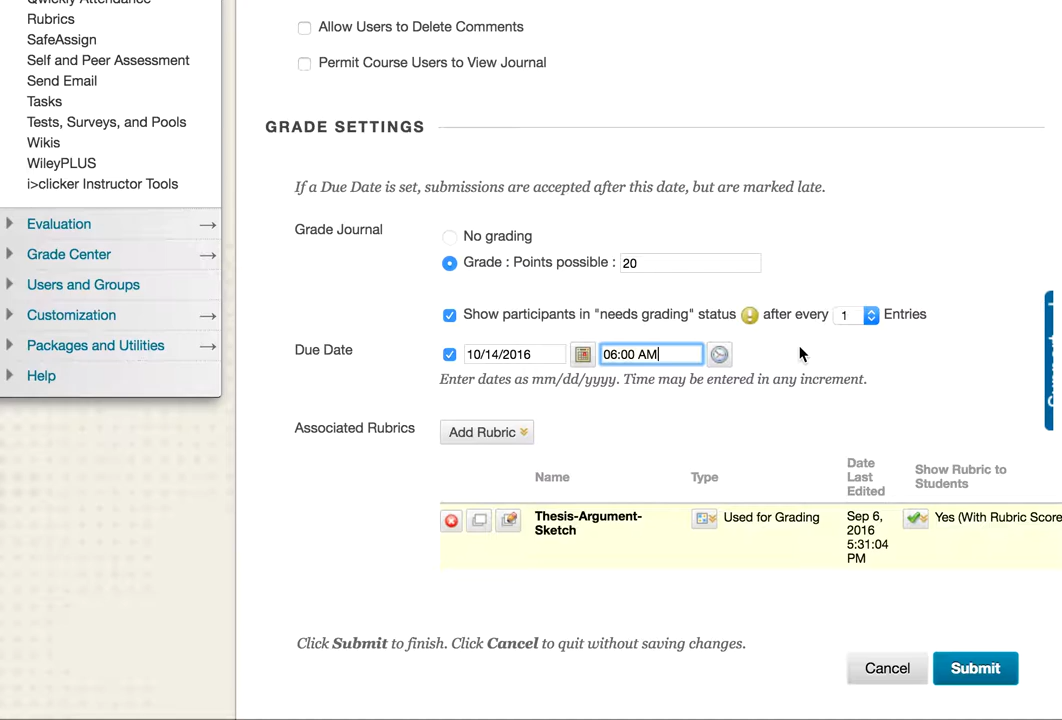 Qwickly Attendance
Rubrics
SafeAssign
Self and Peer Assessment
Send Email
Tasks
Tests, Surveys, and Pools
Wikis
WileyPLUS
i>clicker Instructor Tools
Evaluation
Grade Center
Users and Groups
Customization
Packages and Utilities
Help
Allow Users to Delete Comments
Permit Course Users to View Journal
GRADE SETTINGS
If a Due Date is set, submissions are accepted after this date, but are marked late.
Grade Journal
No grading
Grade : Points possible : 20
Show participants in "needs grading" status after every 1 Entries
Due Date 10/14/2016 06:00 AM
Enter dates as mm/dd/yyyy. Time may be entered in any increment.
Associated Rubrics Add Rubric
Name Type Date Last Edited Show Rubric to Students
Thesis-Argument-Sketch Used for Grading Sep 6, 2016 5:31:04 PM Yes (With Rubric Score
Click Submit to finish. Click Cancel to quit without saving changes.
Cancel Submit